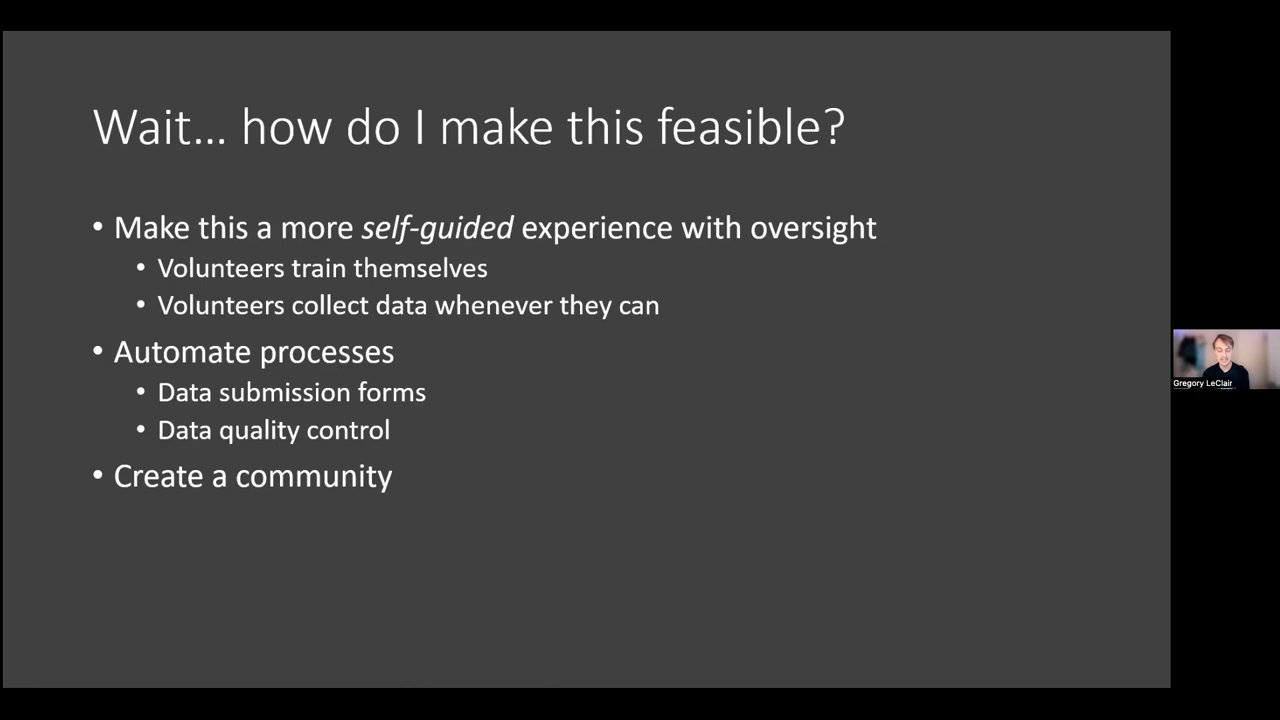 Wait... how do I make this feasible?
• Make this a more self-guided experience with oversight
• Volunteers train themselves
• Volunteers collect data whenever they can
• Automate processes
• Data submission forms
• Data quality control
• Create a community
Gregory LeClair